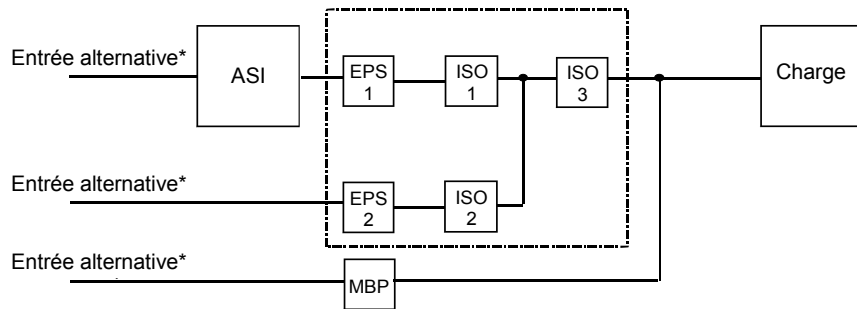 Entrée alternative*
ASI
EPS
1
ISO
1
ISO
3
Charge
Entrée alternative*
EPS
2
ISO
2
Entrée alternative*
MBP